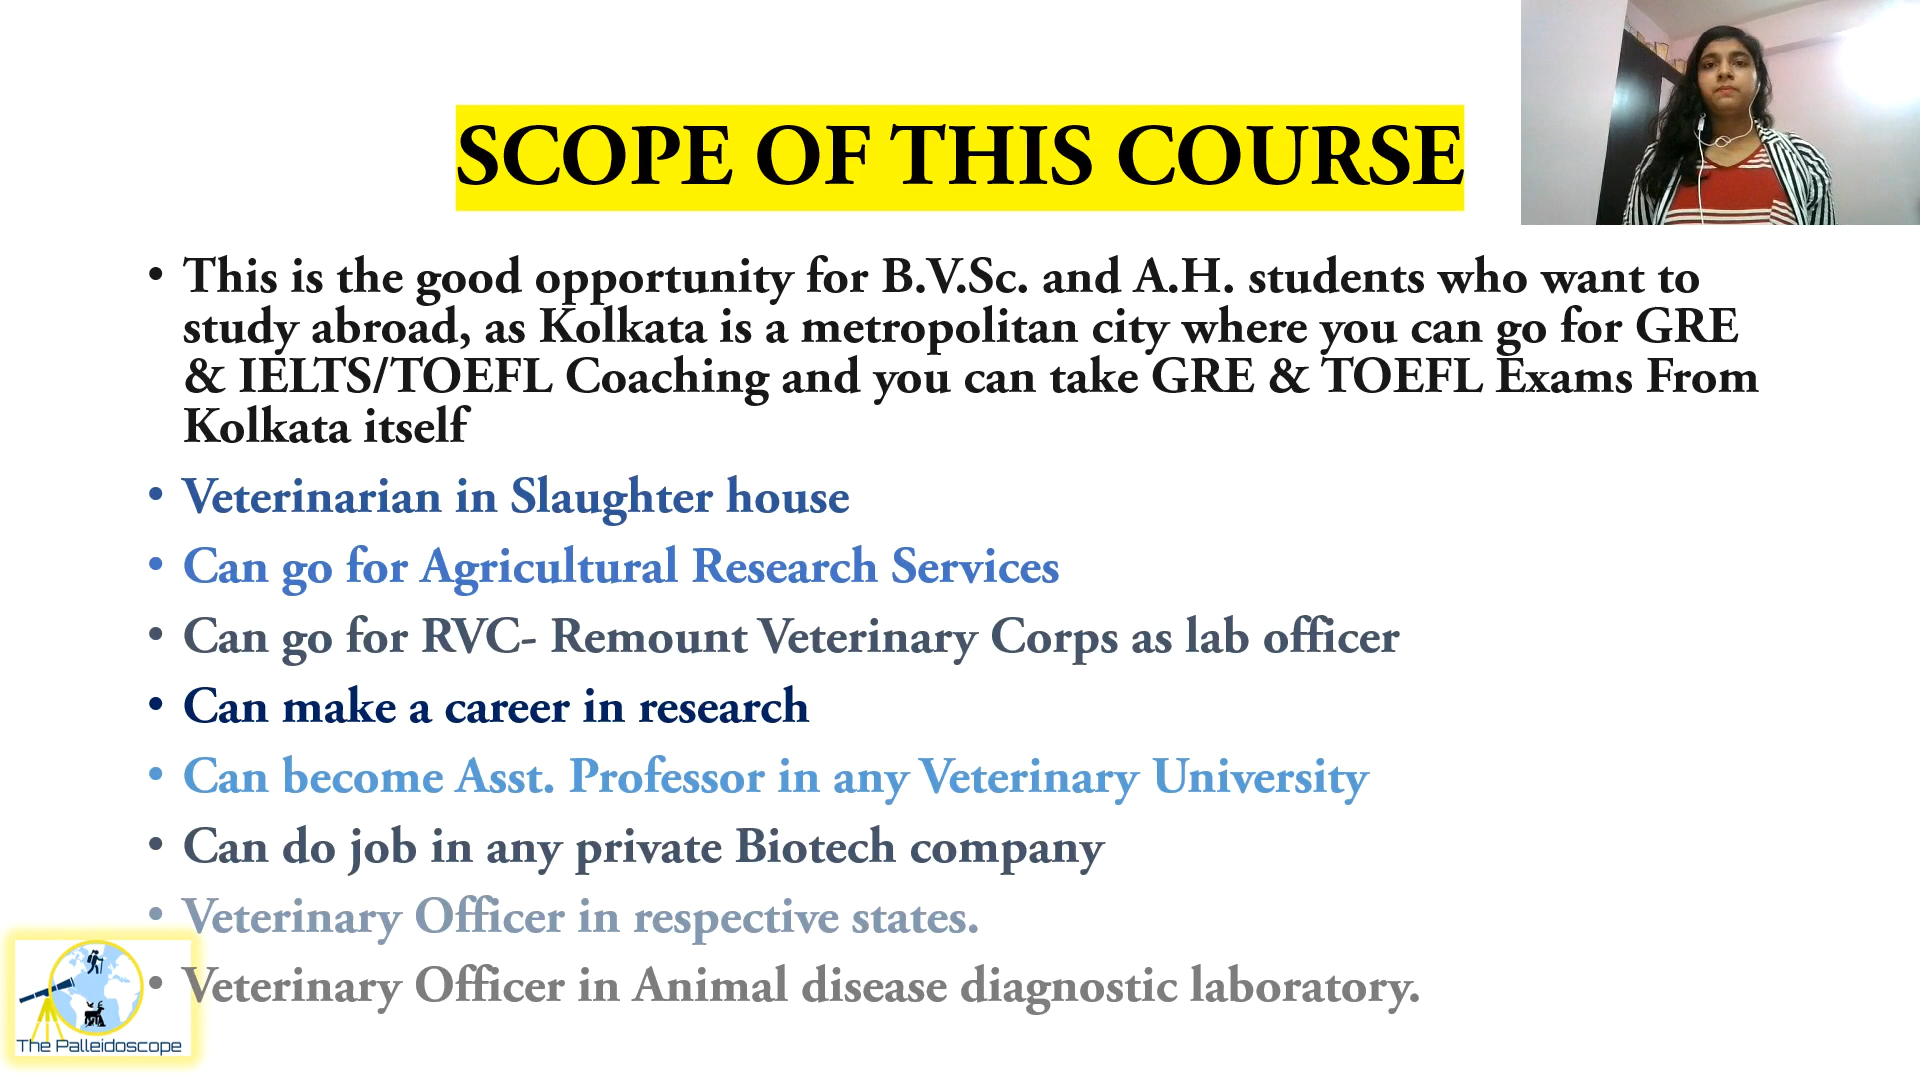 SCOPE OF THIS COURSE
• This is the good opportunity for B.V.Sc. and A.H. students who want to
study abroad, as Kolkata is a metropolitan city where you can go for GRE
& IELTS/TOEFL Coaching and you can take GRE & TOEFL Exams From
Kolkata itself
• Veterinarian in Slaughter house
• Can go for Agricultural Research Services
• Can go for RVC- Remount Veterinary Corps as lab officer
• Can make a career in research
• Can become Asst. Professor in any Veterinary University
• Can do job in any private Biotech company
• Veterinary Officer in respective states.
• Veterinary Officer in Animal disease diagnostic laboratory.
The Palleidoscope